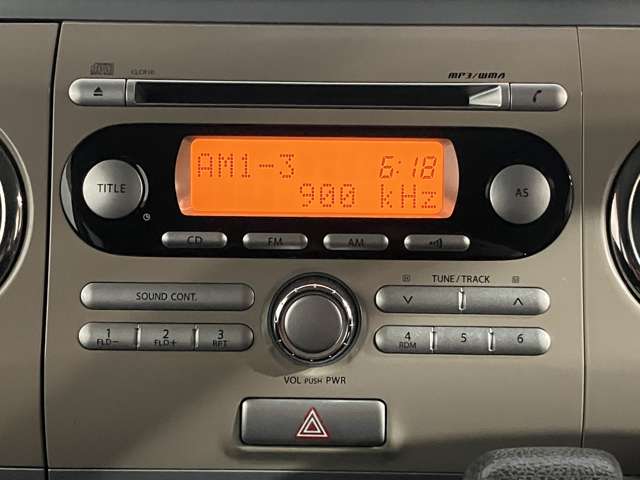 MP3/WMA
TITLE
AM1-3 6:18
900 kHz
AS
CD FM AM
TUNE/TRACK
SOUND CONT.
1 2 3
FLD− FLD+ RPT
4 5 6
RDM
VOL PUSH PWR